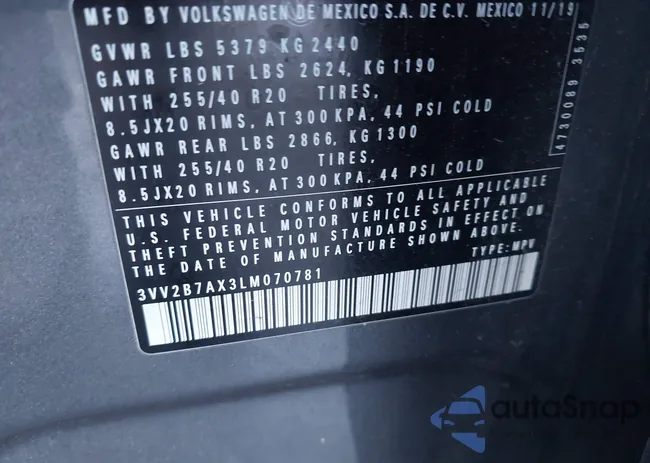 MFD BY VOLKSWAGEN DE MEXICO S.A. DE C.V. MEXICO 11/19
GVWR LBS 5379 KG 2440
GAWR FRONT LBS 2624, KG 1190
WITH 255/40 R20 TIRES,
8.5JX20 RIMS, AT 300 KPA, 44 PSI COLD
GAWR REAR LBS 2866, KG 1300
WITH 255/40 R20 TIRES,
8.5JX20 RIMS, AT 300 KPA, 44 PSI COLD
THIS VEHICLE CONFORMS TO ALL APPLICABLE
U.S. FEDERAL MOTOR VEHICLE SAFETY AND
THEFT PREVENTION STANDARDS IN EFFECT ON
THE DATE OF MANUFACTURE SHOWN ABOVE.
TYPE: MPV
3VV2B7AX3LM070781
4730089 3535
autoSnap